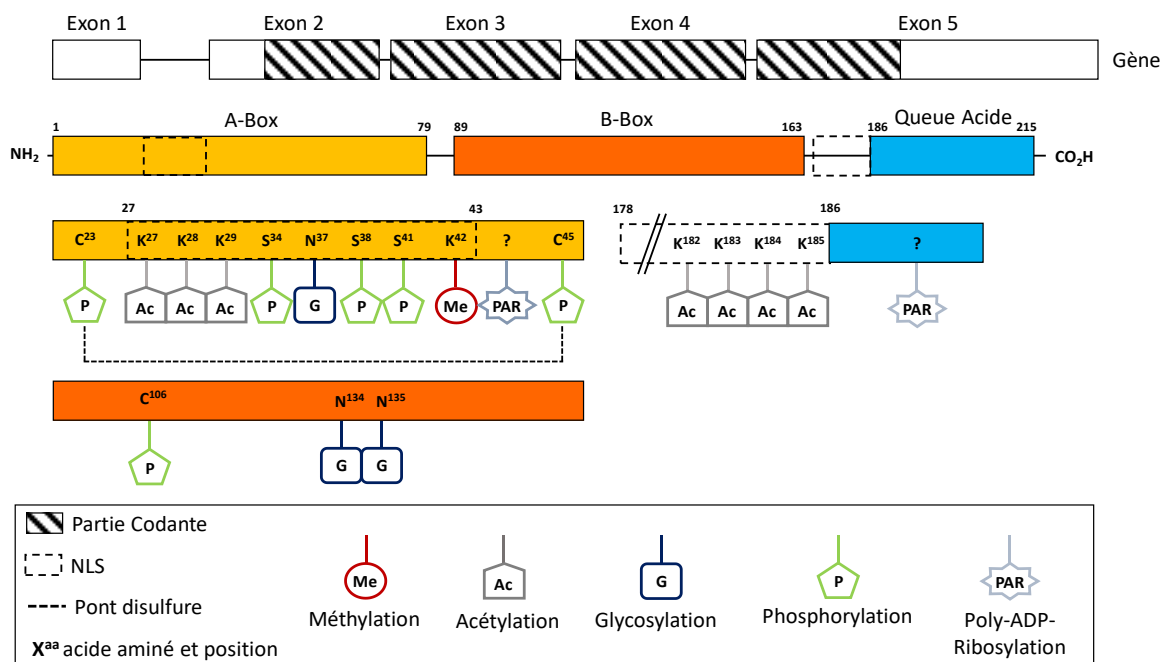 Exon 1 Exon 2 Exon 3 Exon 4 Exon 5
Gène
A-Box B-Box Queue Acide
1 79 89 163 186 215
NH₂ CO₂H
27 43 178 186
C²³ K²⁷ K²⁸ K²⁹ S³⁴ N³⁷ S³⁸ S⁴¹ K⁴² ? C⁴⁵ K¹⁸² K¹⁸³ K¹⁸⁴ K¹⁸⁵ ?
P Ac Ac Ac P G P P Me PAR P Ac Ac Ac Ac PAR
C¹⁰⁶ N¹³⁴ N¹³⁵
P G G
Partie Codante
NLS
Pont disulfure
Xᵃᵃ acide aminé et position
Me Ac G P PAR
Méthylation Acétylation Glycosylation Phosphorylation Poly-ADP-
Ribosylation